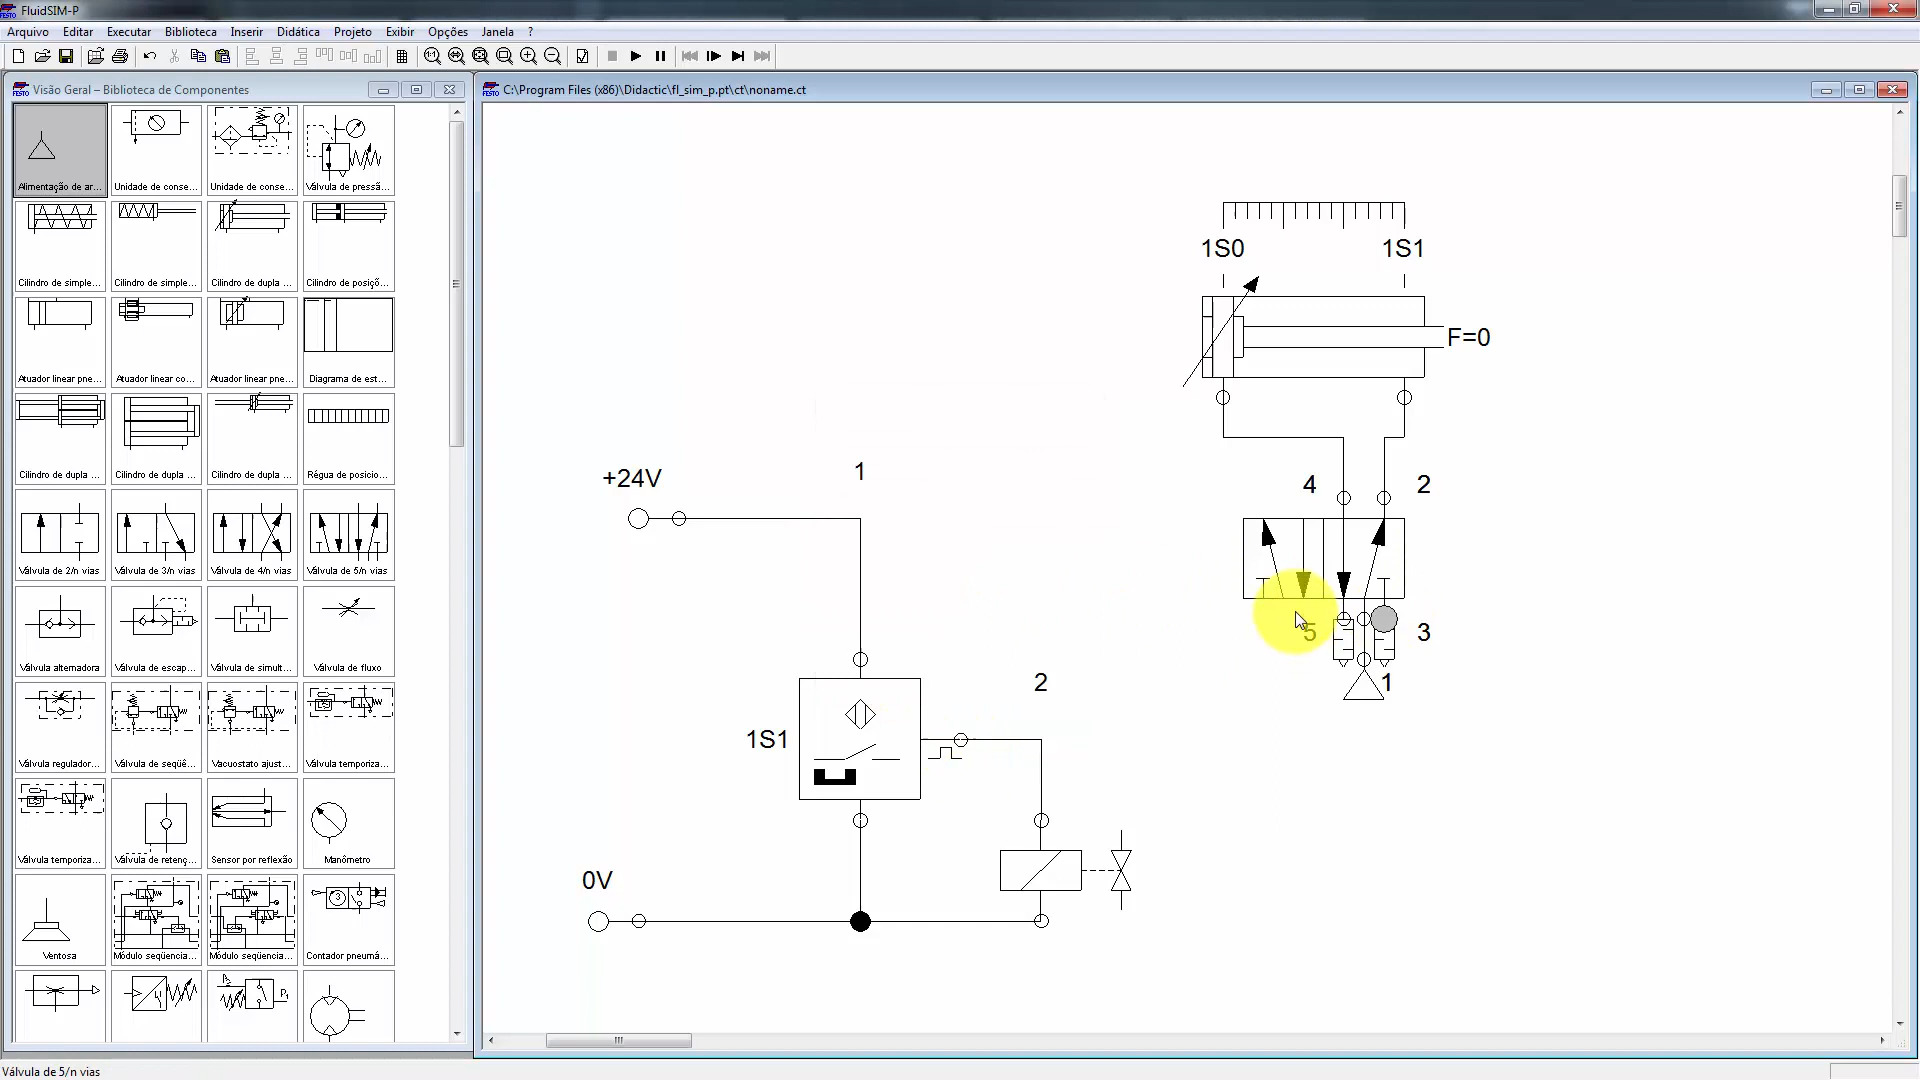 FluidSIM-P
FESTO
Arquivo Editar Executar Biblioteca Inserir Didática Projeto Exibir Opções Janela ?
Visão Geral – Biblioteca de Componentes
C:\Program Files (x86)\Didactic\fl_sim_p.pt\ct\noname.ct
Alimentação de ar... Unidade de conse... Unidade de conse... Válvula de pressã...
Cilindro de simple... Cilindro de simple... Cilindro de dupla ... Cilindro de posiçõ...
Atuador linear pne... Atuador linear co... Atuador linear pne... Diagrama de est...
Cilindro de dupla ... Cilindro de dupla ... Cilindro de dupla ... Régua de posicio...
Válvula de 2/n vias Válvula de 3/n vias Válvula de 4/n vias Válvula de 5/n vias
Válvula alternadora Válvula de escap... Válvula de simult... Válvula de fluxo
Válvula regulador... Válvula de seqüê... Vacuostato ajust... Válvula temporiza...
Válvula temporiza... Válvula de retenç... Sensor por reflexão Manômetro
Ventosa Módulo seqüencia... Módulo seqüencia... Contador pneumá...
1S0 1S1
F=0
+24V
1
4 2
5 3
1
2
1S1
0V
Válvula de 5/n vias